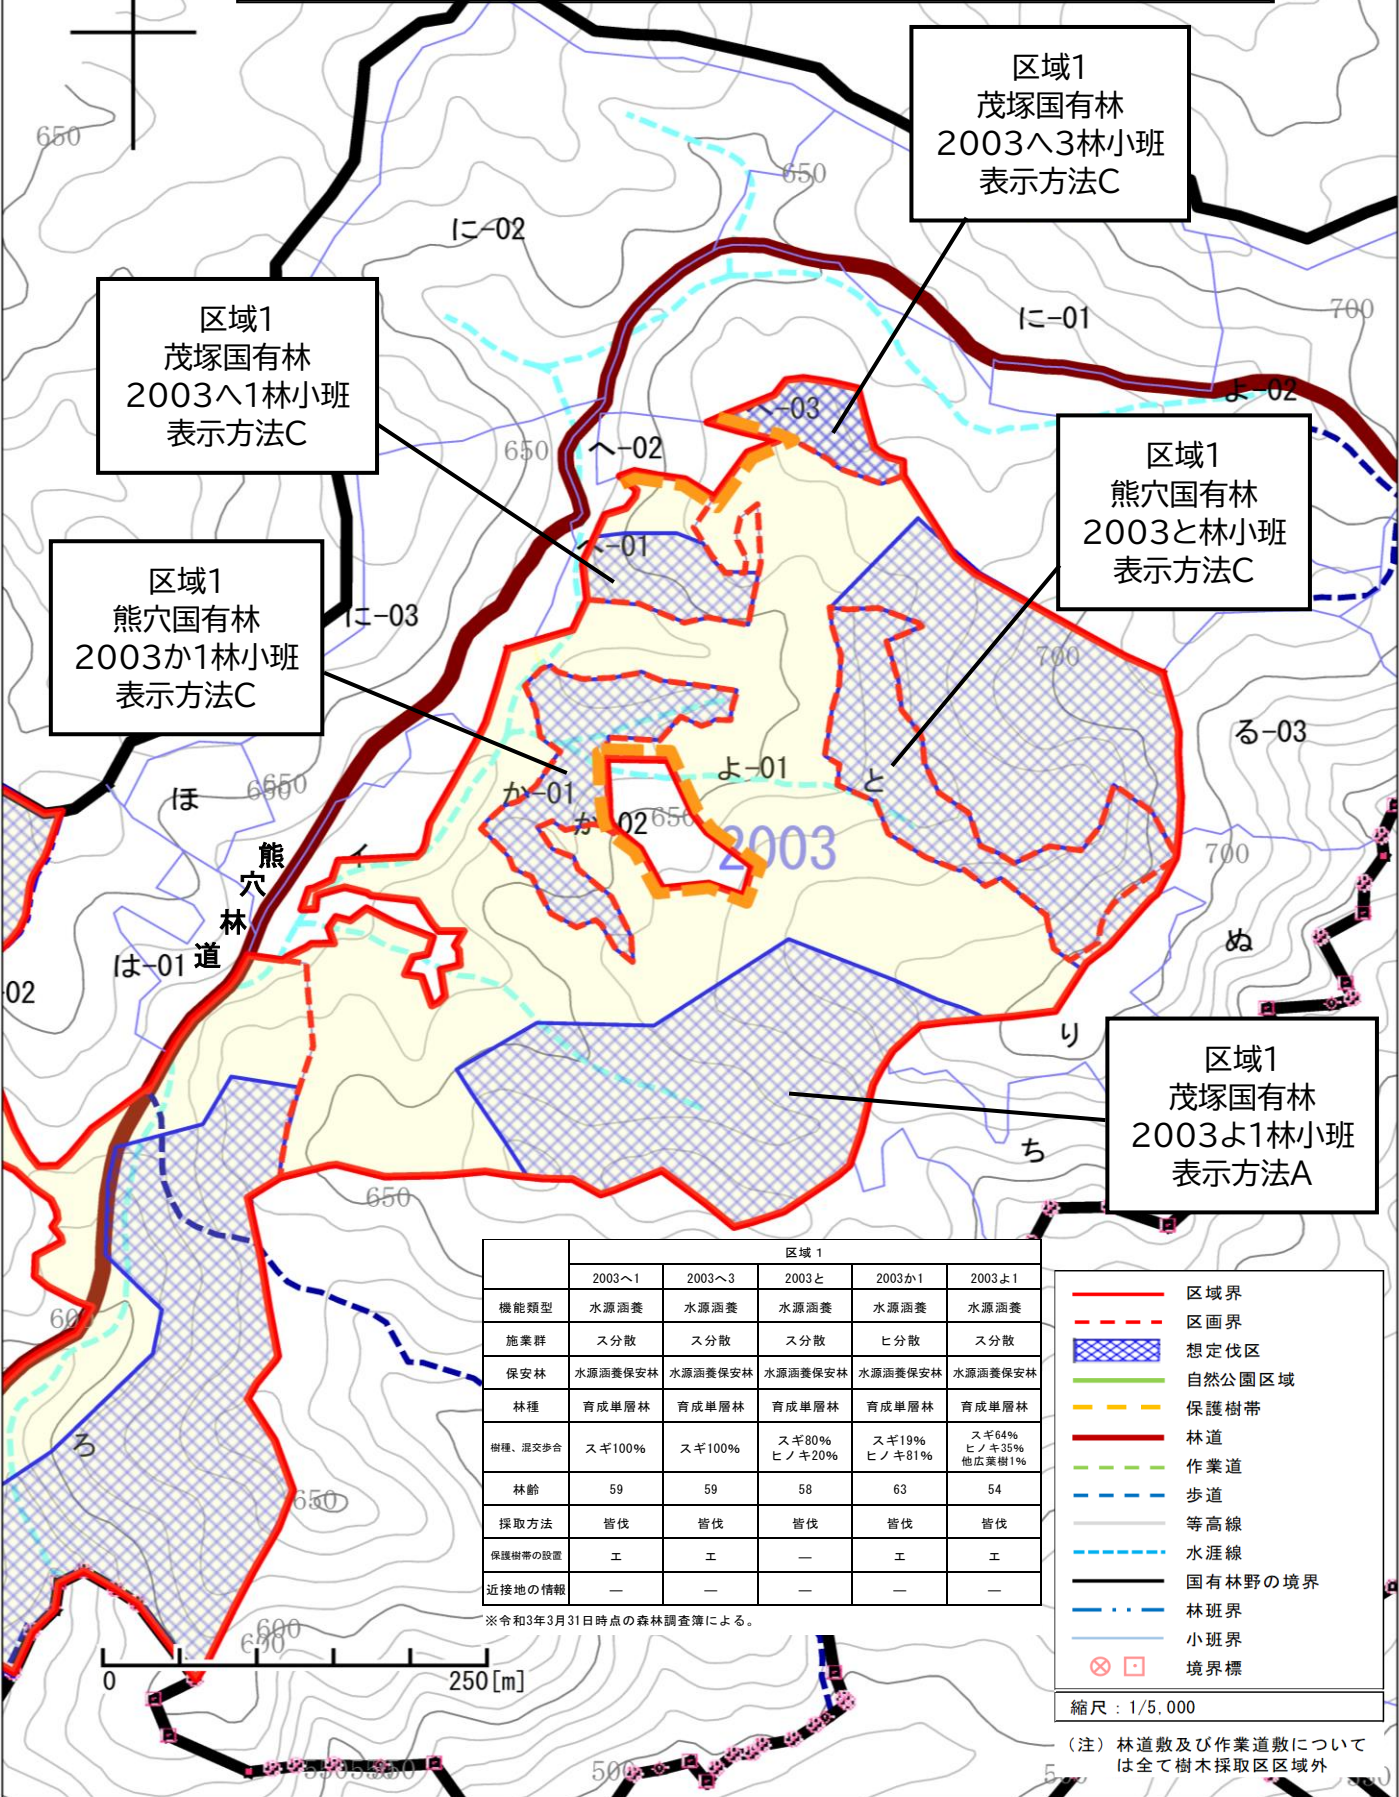 区域1
茂塚国有林
2003へ3林小班
表示方法C
650
650
に-02
区域1
茂塚国有林
2003へ1林小班
表示方法C
に-01
700
よ-02
へ-03
650
へ-02
区域1
熊穴国有林
2003と林小班
表示方法C
へ-01
区域1
熊穴国有林
2003か1林小班
表示方法C
に-03
700
る-03
よ-01
と
ほ
650
か-01
か-02
650
2003
700
イ
熊
穴
林
道
ぬ
は-01
-02
り
区域1
茂塚国有林
2003よ1林小班
表示方法A
ち
650
区域 1
2003へ1 2003へ3 2003と 2003か1 2003よ1
機能類型 水源涵養 水源涵養 水源涵養 水源涵養 水源涵養
施業群 ス分散 ス分散 ス分散 ヒ分散 ス分散
保安林 水源涵養保安林 水源涵養保安林 水源涵養保安林 水源涵養保安林 水源涵養保安林
林種 育成単層林 育成単層林 育成単層林 育成単層林 育成単層林
樹種、混交歩合 スギ100% スギ100% スギ80% ヒノキ20% スギ19% ヒノキ81% スギ64% ヒノキ35% 他広葉樹1%
林齢 59 59 58 63 54
採取方法 皆伐 皆伐 皆伐 皆伐 皆伐
保護樹帯の設置 エ エ ― エ エ
近接地の情報 ― ― ― ― ―
※令和3年3月31日時点の森林調査簿による。
ろ
650
600
0 250[m]
区域界
区画界
想定伐区
自然公園区域
保護樹帯
林道
作業道
歩道
等高線
水涯線
国有林野の境界
林班界
小班界
境界標
縮尺：1/5,000
（注）林道敷及び作業道敷について
は全て樹木採取区区域外